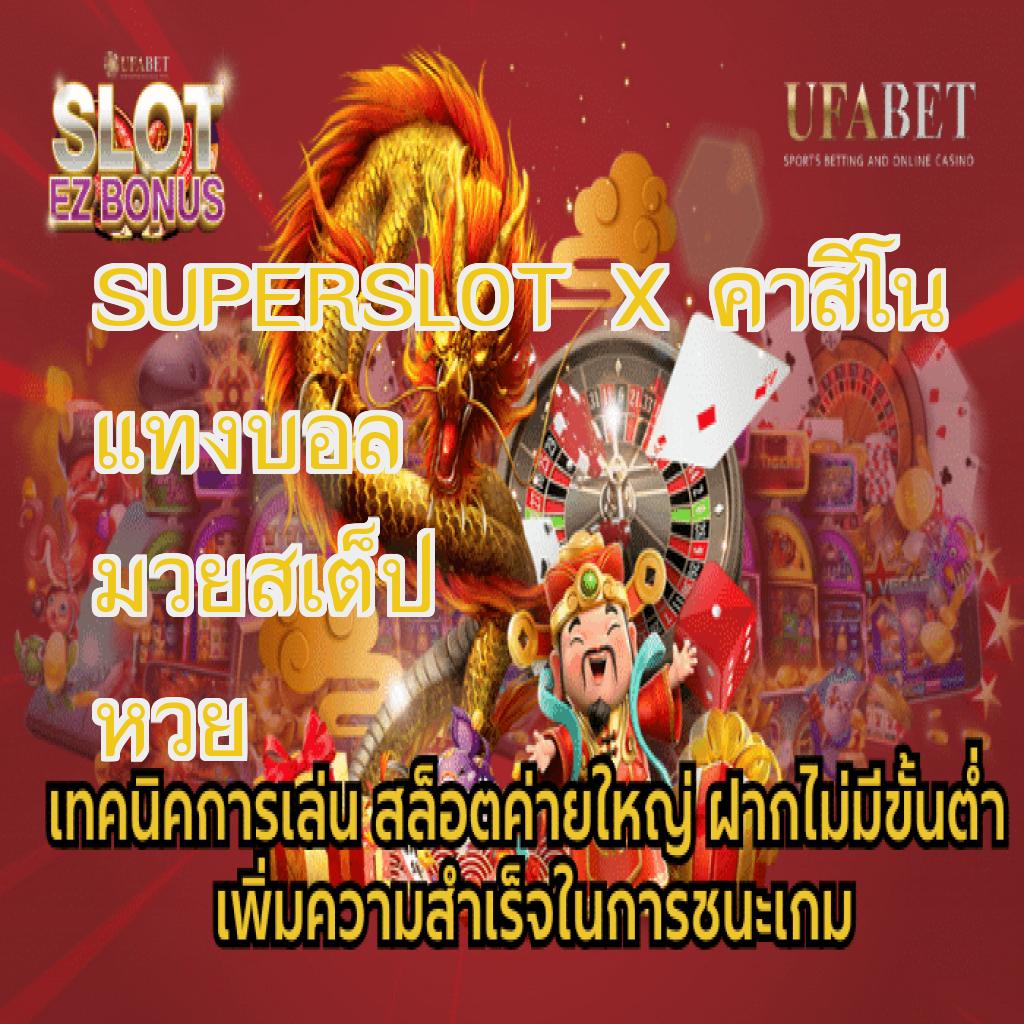 UFABET
SLOT
EZ BONUS
UFABET
SPORTS BETTING AND ONLINE CASINO
SUPERSLOT X คาสิโน
แทงบอล
มวยสเต็ป
หวย
เทคนิคการเล่น สล็อตค่ายใหญ่ ฝากไม่มีขั้นต่ำ
เพิ่มความสำเร็จในการชนะเกม